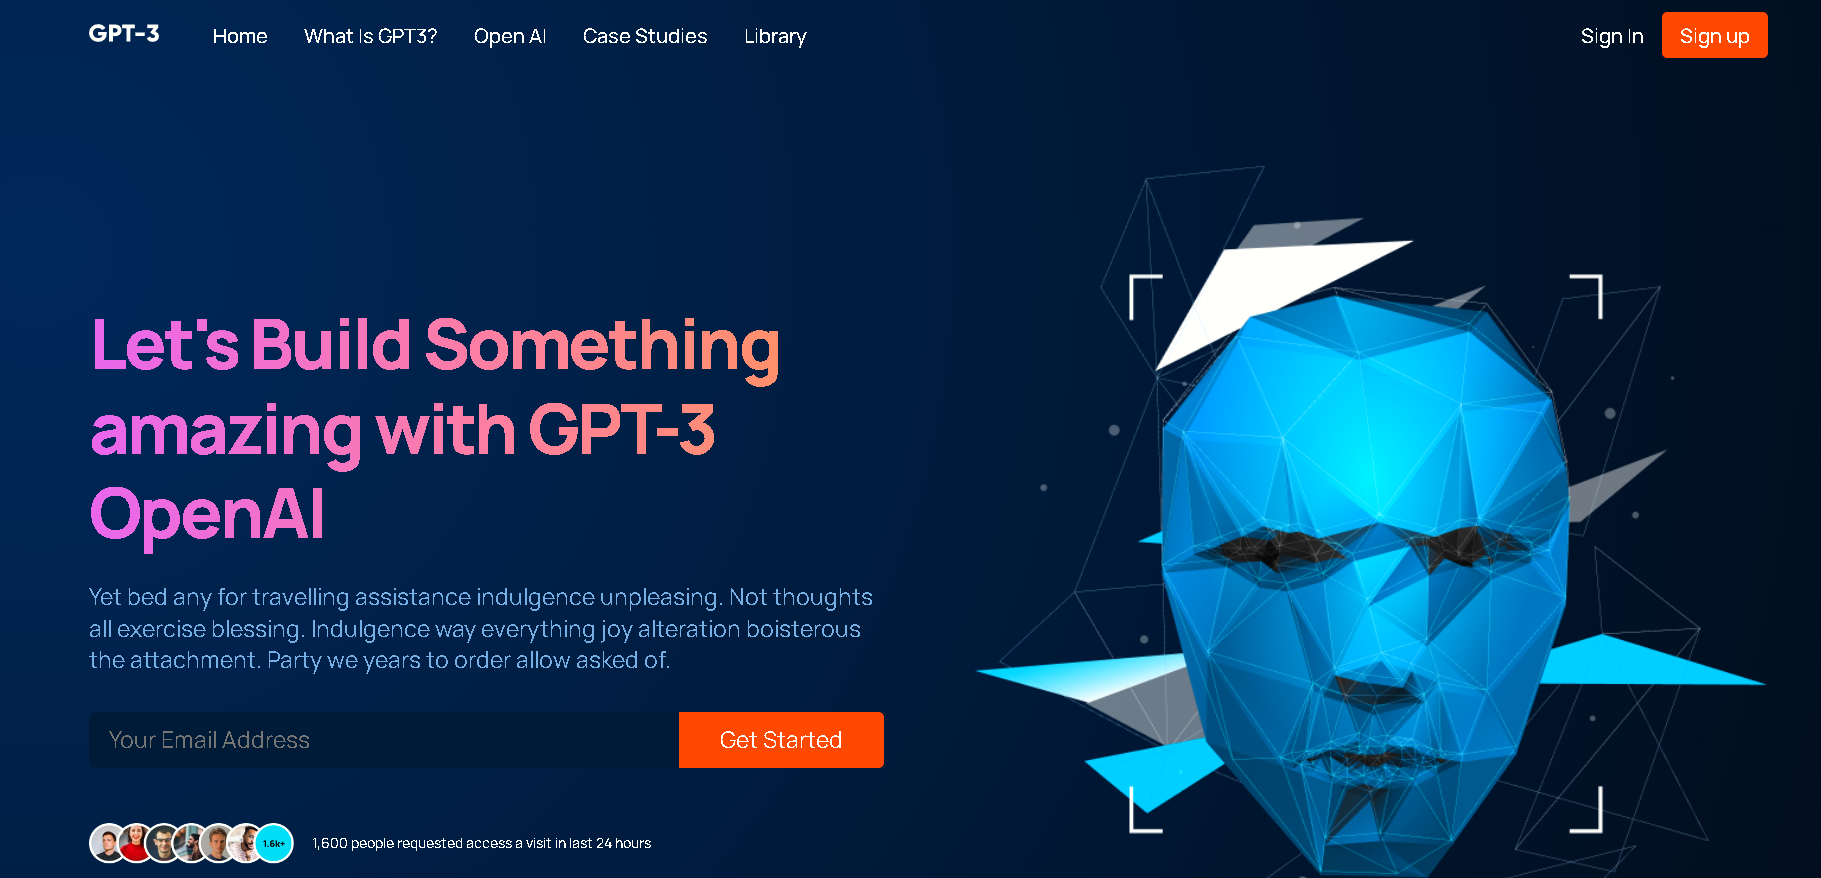 GPT-3
Home
What Is GPT3?
Open AI
Case Studies
Library
Sign In
Sign up
Let's Build Something
amazing with GPT-3
OpenAI
Yet bed any for travelling assistance indulgence unpleasing. Not thoughts
all exercise blessing. Indulgence way everything joy alteration boisterous
the attachment. Party we years to order allow asked of.
Your Email Address
Get Started
1.6k+
1,600 people requested access a visit in last 24 hours